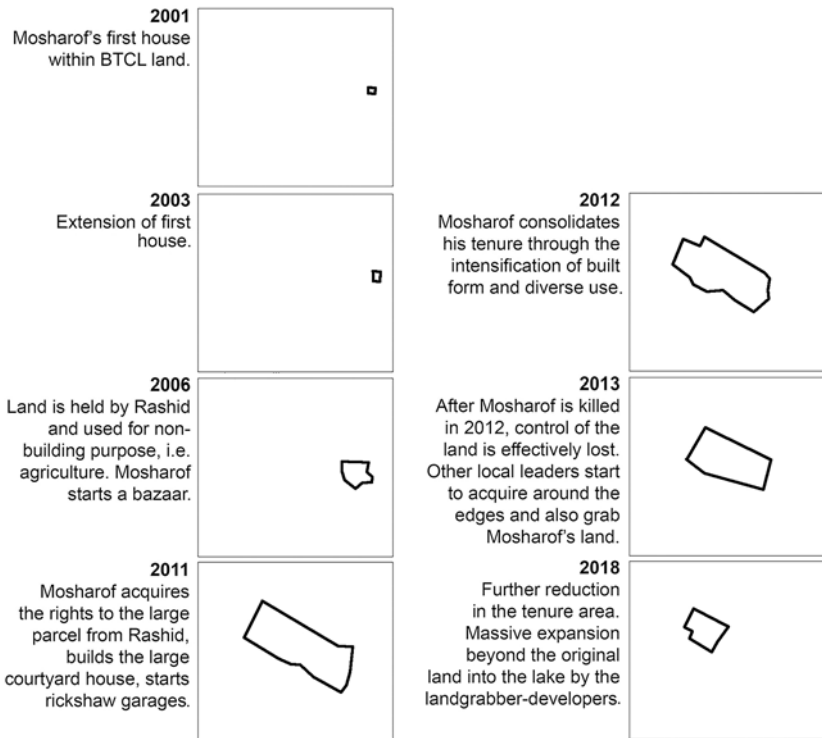 2001
Mosharof's first house
within BTCL land.
2003
Extension of first
house.
2006
Land is held by Rashid
and used for non-
building purpose, i.e.
agriculture. Mosharof
starts a bazaar.
2011
Mosharof acquires
the rights to the large
parcel from Rashid,
builds the large
courtyard house, starts
rickshaw garages.
2012
Mosharof consolidates
his tenure through the
intensification of built
form and diverse use.
2013
After Mosharof is killed
in 2012, control of the
land is effectively lost.
Other local leaders start
to acquire around the
edges and also grab
Mosharof's land.
2018
Further reduction
in the tenure area.
Massive expansion
beyond the original
land into the lake by the
landgrabber-developers.